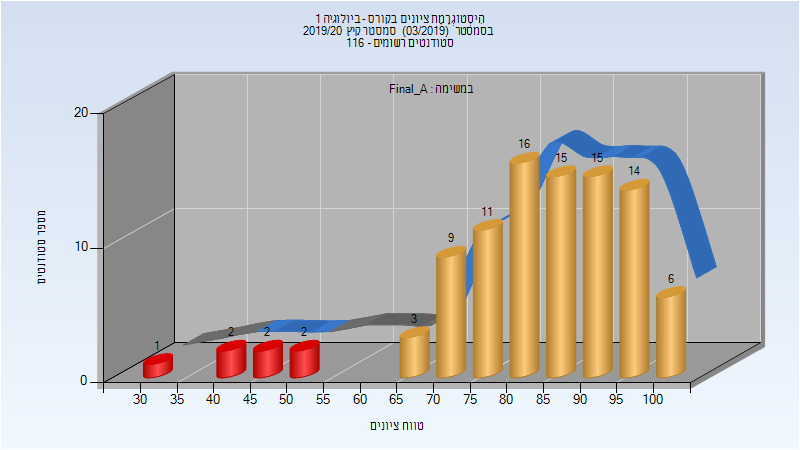 היסטוגרמת ציונים בקורס - ביולוגיה 1
בסמסטר (03/2019) סמסטר קיץ 2019/20
סטודנטים רשומים - 116
במשימה : Final_A
מספר סטודנטים
20
10
0
1
2
2
2
3
9
11
16
15
15
14
6
30 35 40 45 50 55 60 65 70 75 80 85 90 95 100
טווח ציונים